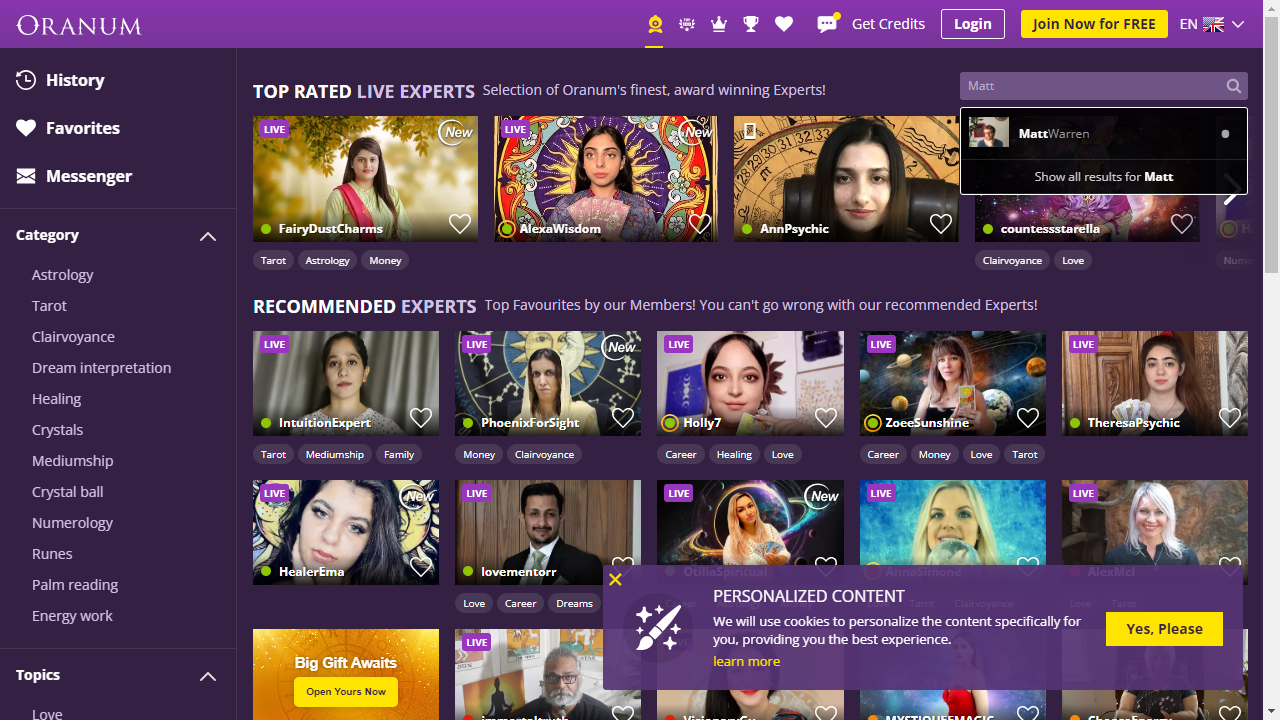 ORANUM
Get Credits
Login
Join Now for FREE
EN
History
Favorites
Messenger
Category
Astrology
Tarot
Clairvoyance
Dream interpretation
Healing
Crystals
Mediumship
Crystal ball
Numerology
Runes
Palm reading
Energy work
Topics
Love
TOP RATED LIVE EXPERTS Selection of Oranum's finest, award winning Experts!
Matt
MattWarren
Show all results for Matt
LIVE New
FairyDustCharms
Tarot Astrology Money
LIVE New
AlexaWisdom
AnnPsychic
countessstarella
Clairvoyance Love
RECOMMENDED EXPERTS Top Favourites by our Members! You can't go wrong with our recommended Experts!
LIVE
IntuitionExpert
Tarot Mediumship Family
LIVE New
PhoenixForSight
Money Clairvoyance
LIVE
Holly7
Career Healing Love
LIVE
ZoeeSunshine
Career Money Love Tarot
LIVE
TheresaPsychic
LIVE New
HealerEma
LIVE
lovementorr
Love Career Dreams
LIVE New
OtiliaSpiritual
LIVE
AnnaSimone
Tarot Clairvoyance
LIVE
AlexMcl
Love Tarot
Big Gift Awaits
Open Yours Now
LIVE
immortaltruth
MYSTIQUEEMAGIC
PERSONALIZED CONTENT
We will use cookies to personalize the content specifically for
you, providing you the best experience.
learn more
Yes, Please